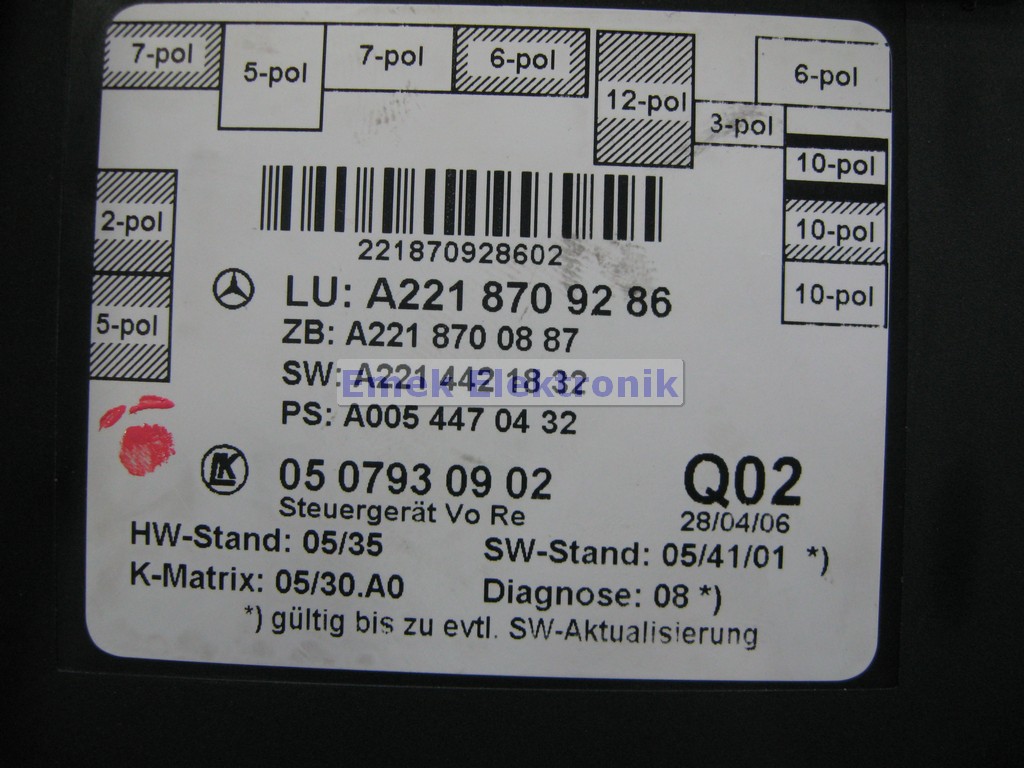 7-pol 5-pol 7-pol 6-pol 12-pol 3-pol 6-pol
10-pol
10-pol
10-pol
2-pol
5-pol
221870928602
LU: A221 870 92 86
ZB: A221 870 08 87
SW: A221 442 18 32
Emek Elektronik
PS: A005 447 04 32
LK 05 0793 09 02 Q02
Steuergerät Vo Re 28/04/06
HW-Stand: 05/35 SW-Stand: 05/41/01 *)
K-Matrix: 05/30.A0 Diagnose: 08 *)
*) gültig bis zu evtl. SW-Aktualisierung